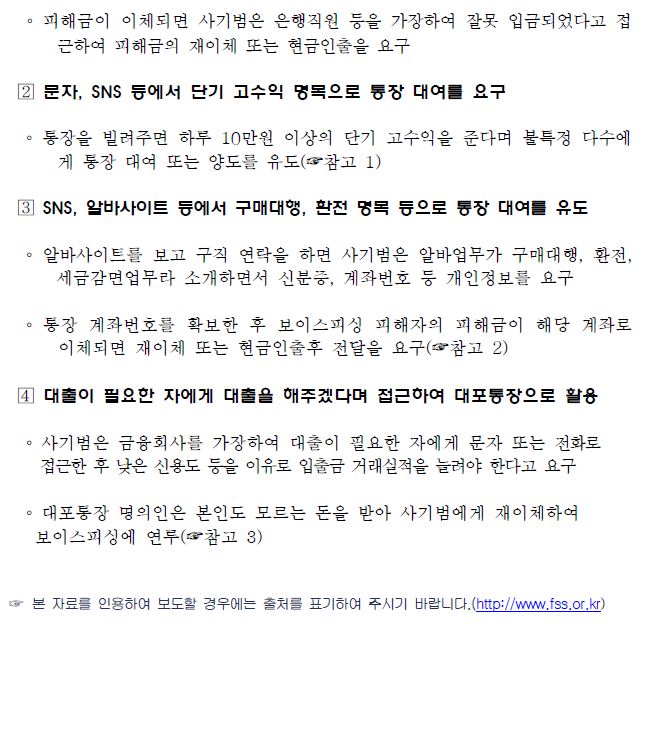 ◦ 피해금이 이체되면 사기범은 은행직원 등을 가장하여 잘못 입금되었다고 접
근하여 피해금의 재이체 또는 현금인출을 요구
2 문자, SNS 등에서 단기 고수익 명목으로 통장 대여를 요구
◦ 통장을 빌려주면 하루 10만원 이상의 단기 고수익을 준다며 불특정 다수에
게 통장 대여 또는 양도를 유도(☞참고 1)
3 SNS, 알바사이트 등에서 구매대행, 환전 명목 등으로 통장 대여를 유도
◦ 알바사이트를 보고 구직 연락을 하면 사기범은 알바업무가 구매대행, 환전,
세금감면업무라 소개하면서 신분증, 계좌번호 등 개인정보를 요구
◦ 통장 계좌번호를 확보한 후 보이스피싱 피해자의 피해금이 해당 계좌로
이체되면 재이체 또는 현금인출후 전달을 요구(☞참고 2)
4 대출이 필요한 자에게 대출을 해주겠다며 접근하여 대포통장으로 활용
◦ 사기범은 금융회사를 가장하여 대출이 필요한 자에게 문자 또는 전화로
접근한 후 낮은 신용도 등을 이유로 입출금 거래실적을 늘려야 한다고 요구
◦ 대포통장 명의인은 본인도 모르는 돈을 받아 사기범에게 재이체하여
보이스피싱에 연루(☞참고 3)
☞ 본 자료를 인용하여 보도할 경우에는 출처를 표기하여 주시기 바랍니다.(http://www.fss.or.kr)